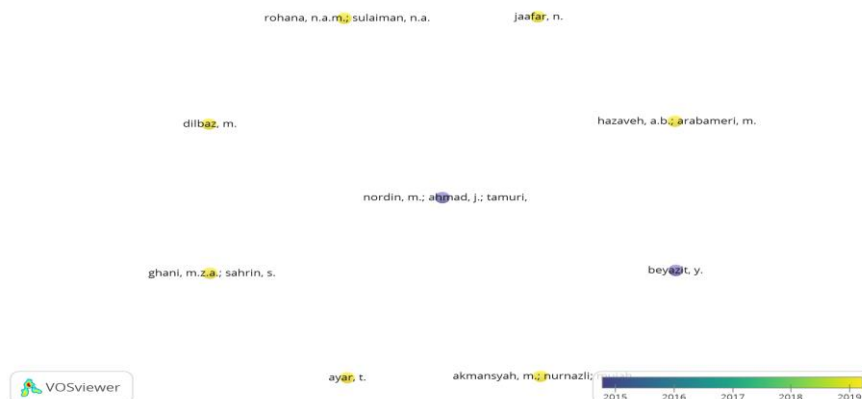 rohana, n.a.m.; sulaiman, n.a.
jaafar, n.
dilbaz, m.
hazaveh, a.b.; arabameri, m.
nordin, m.; ahmad, j.; tamuri,
ghani, m.z.a.; sahrin, s.
beyazit, y.
ayar, t.
akmansyah, m.; nurnazli;
VOSviewer
2015 2016 2017 2018 2019